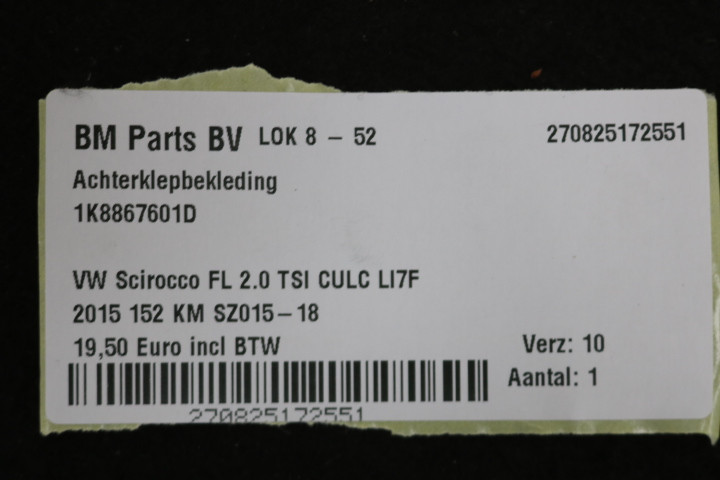 BM Parts BV LOK 8 - 52 270825172551
Achterklepbekleding
1K8867601D
VW Scirocco FL 2.0 TSI CULC LI7F
2015 152 KM SZ015-18
19,50 Euro incl BTW Verz: 10
Aantal: 1
270825172551